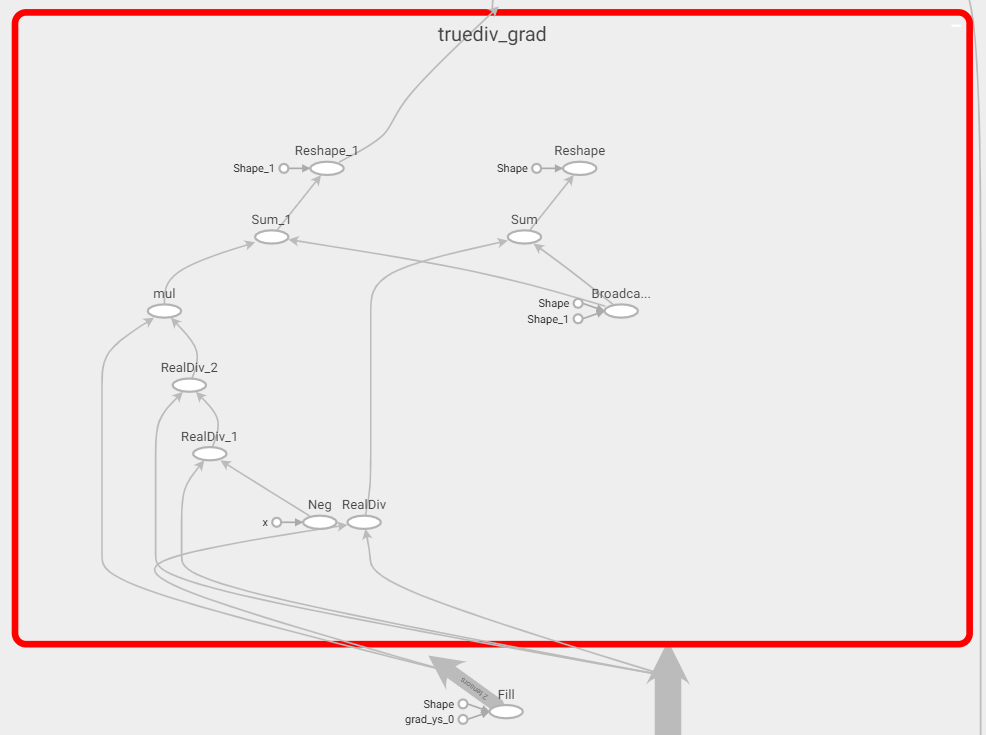 truediv_grad
Reshape_1
Reshape
Shape_1
Shape
Sum_1
Sum
mul
Broadca...
Shape
Shape_1
RealDiv_2
RealDiv_1
Neg
RealDiv
x
2 tensors
Fill
Shape
grad_ys_0